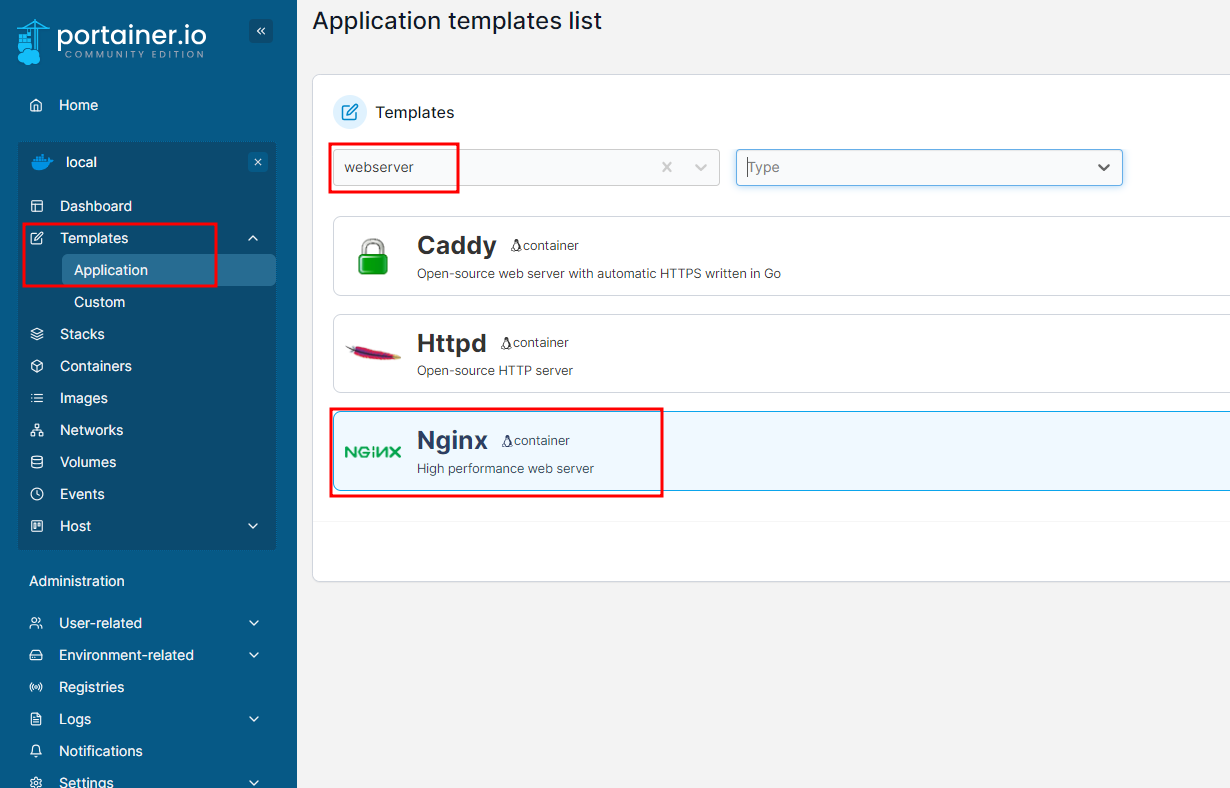 portainer.io
COMMUNITY EDITION
Home
local
Dashboard
Templates
Application
Custom
Stacks
Containers
Images
Networks
Volumes
Events
Host
Administration
User-related
Environment-related
Registries
Logs
Notifications
Settings
Application templates list
Templates
webserver
Type
Caddy container
Open-source web server with automatic HTTPS written in Go
Httpd container
Open-source HTTP server
NGINX
Nginx container
High performance web server